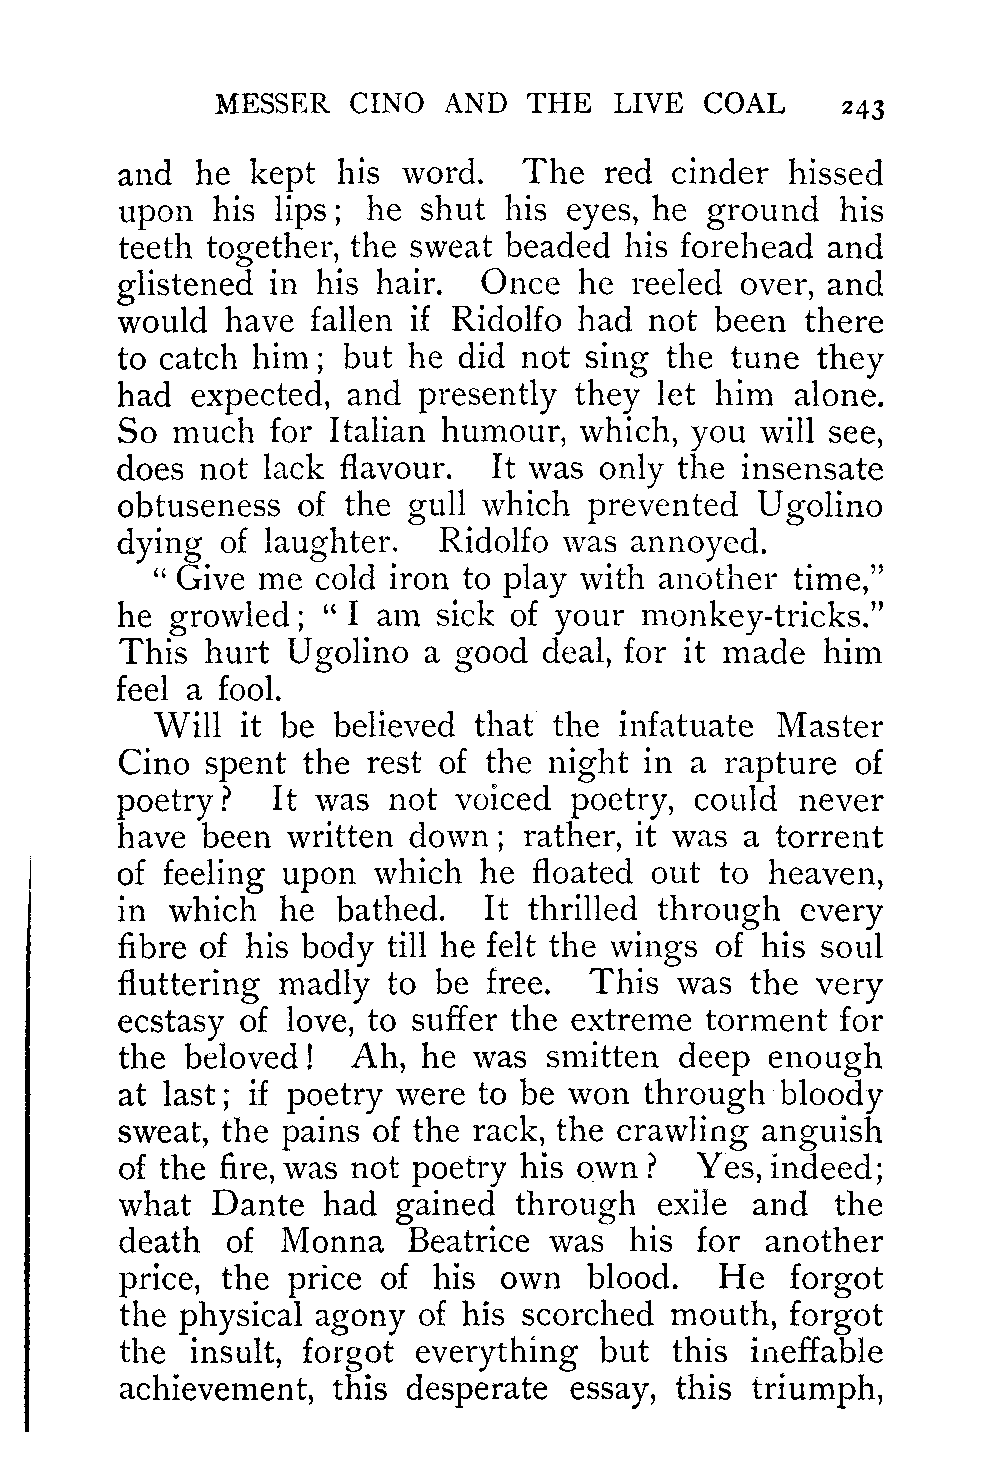 MESSER CINO AND THE LIVE COAL 243
and he kept his word. The red cinder hissed
upon his lips; he shut his eyes, he ground his
teeth together, the sweat beaded his forehead and
glistened in his hair. Once he reeled over, and
would have fallen if Ridolfo had not been there
to catch him; but he did not sing the tune they
had expected, and presently they let him alone.
So much for Italian humour, which, you will see,
does not lack flavour. It was only the insensate
obtuseness of the gull which prevented Ugolino
dying of laughter. Ridolfo was annoyed.
“Give me cold iron to play with another time,”
he growled; “I am sick of your monkey-tricks.”
This hurt Ugolino a good deal, for it made him
feel a fool.
Will it be believed that the infatuate Master
Cino spent the rest of the night in a rapture of
poetry? It was not voiced poetry, could never
have been written down; rather, it was a torrent
of feeling upon which he floated out to heaven,
in which he bathed. It thrilled through every
fibre of his body till he felt the wings of his soul
fluttering madly to be free. This was the very
ecstasy of love, to suffer the extreme torment for
the beloved! Ah, he was smitten deep enough
at last; if poetry were to be won through bloody
sweat, the pains of the rack, the crawling anguish
of the fire, was not poetry his own? Yes, indeed;
what Dante had gained through exile and the
death of Monna Beatrice was his for another
price, the price of his own blood. He forgot
the physical agony of his scorched mouth, forgot
the insult, forgot everything but this ineffable
achievement, this desperate essay, this triumph,